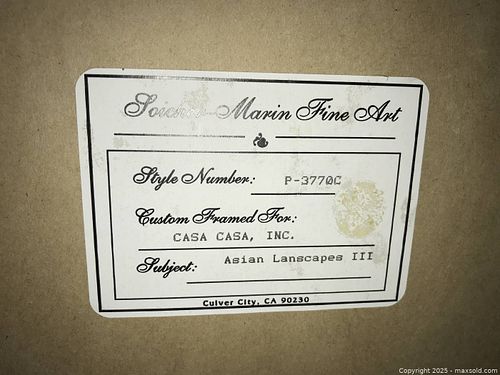 Marin Fine Art
Style Number: P-3770C
Custom Framed For:
CASA CASA, INC.
Subject: Asian Lanscapes III
Culver City, CA 90230
Copyright 2025 - maxsold.com